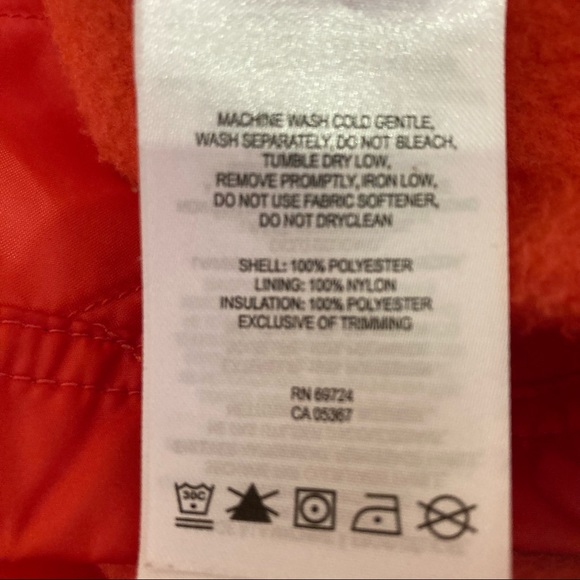 MACHINE WASH COLD GENTLE,
WASH SEPARATELY, DO NOT BLEACH,
TUMBLE DRY LOW,
REMOVE PROMPTLY, IRON LOW,
DO NOT USE FABRIC SOFTENER,
DO NOT DRYCLEAN
SHELL: 100% POLYESTER
LINING: 100% NYLON
INSULATION: 100% POLYESTER
EXCLUSIVE OF TRIMMING
RN 69724
CA 05367
30C